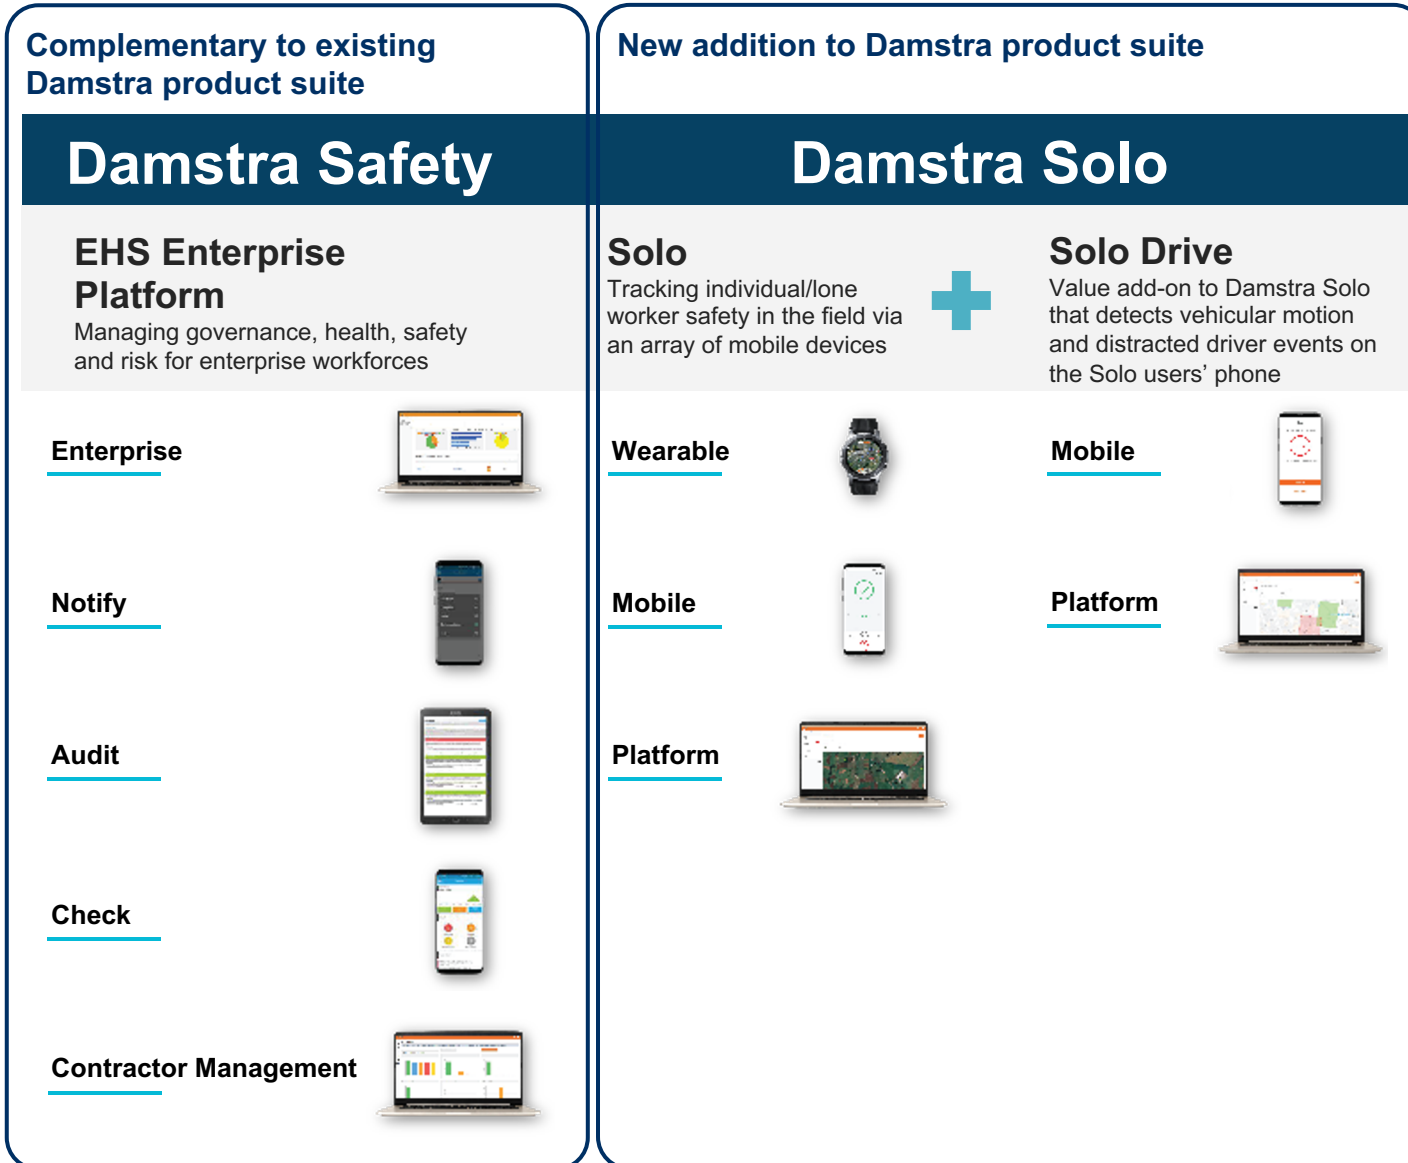 Complementary to existing
Damstra product suite
Damstra Safety
EHS Enterprise
Platform
Managing governance, health, safety
and risk for enterprise workforces
Enterprise
Notify
Audit
Check
Contractor Management
New addition to Damstra product suite
Damstra Solo
Solo
Tracking individual/lone
worker safety in the field via
an array of mobile devices
Wearable
Mobile
Platform
Solo Drive
Value add-on to Damstra Solo
that detects vehicular motion
and distracted driver events on
the Solo users’ phone
Mobile
Platform